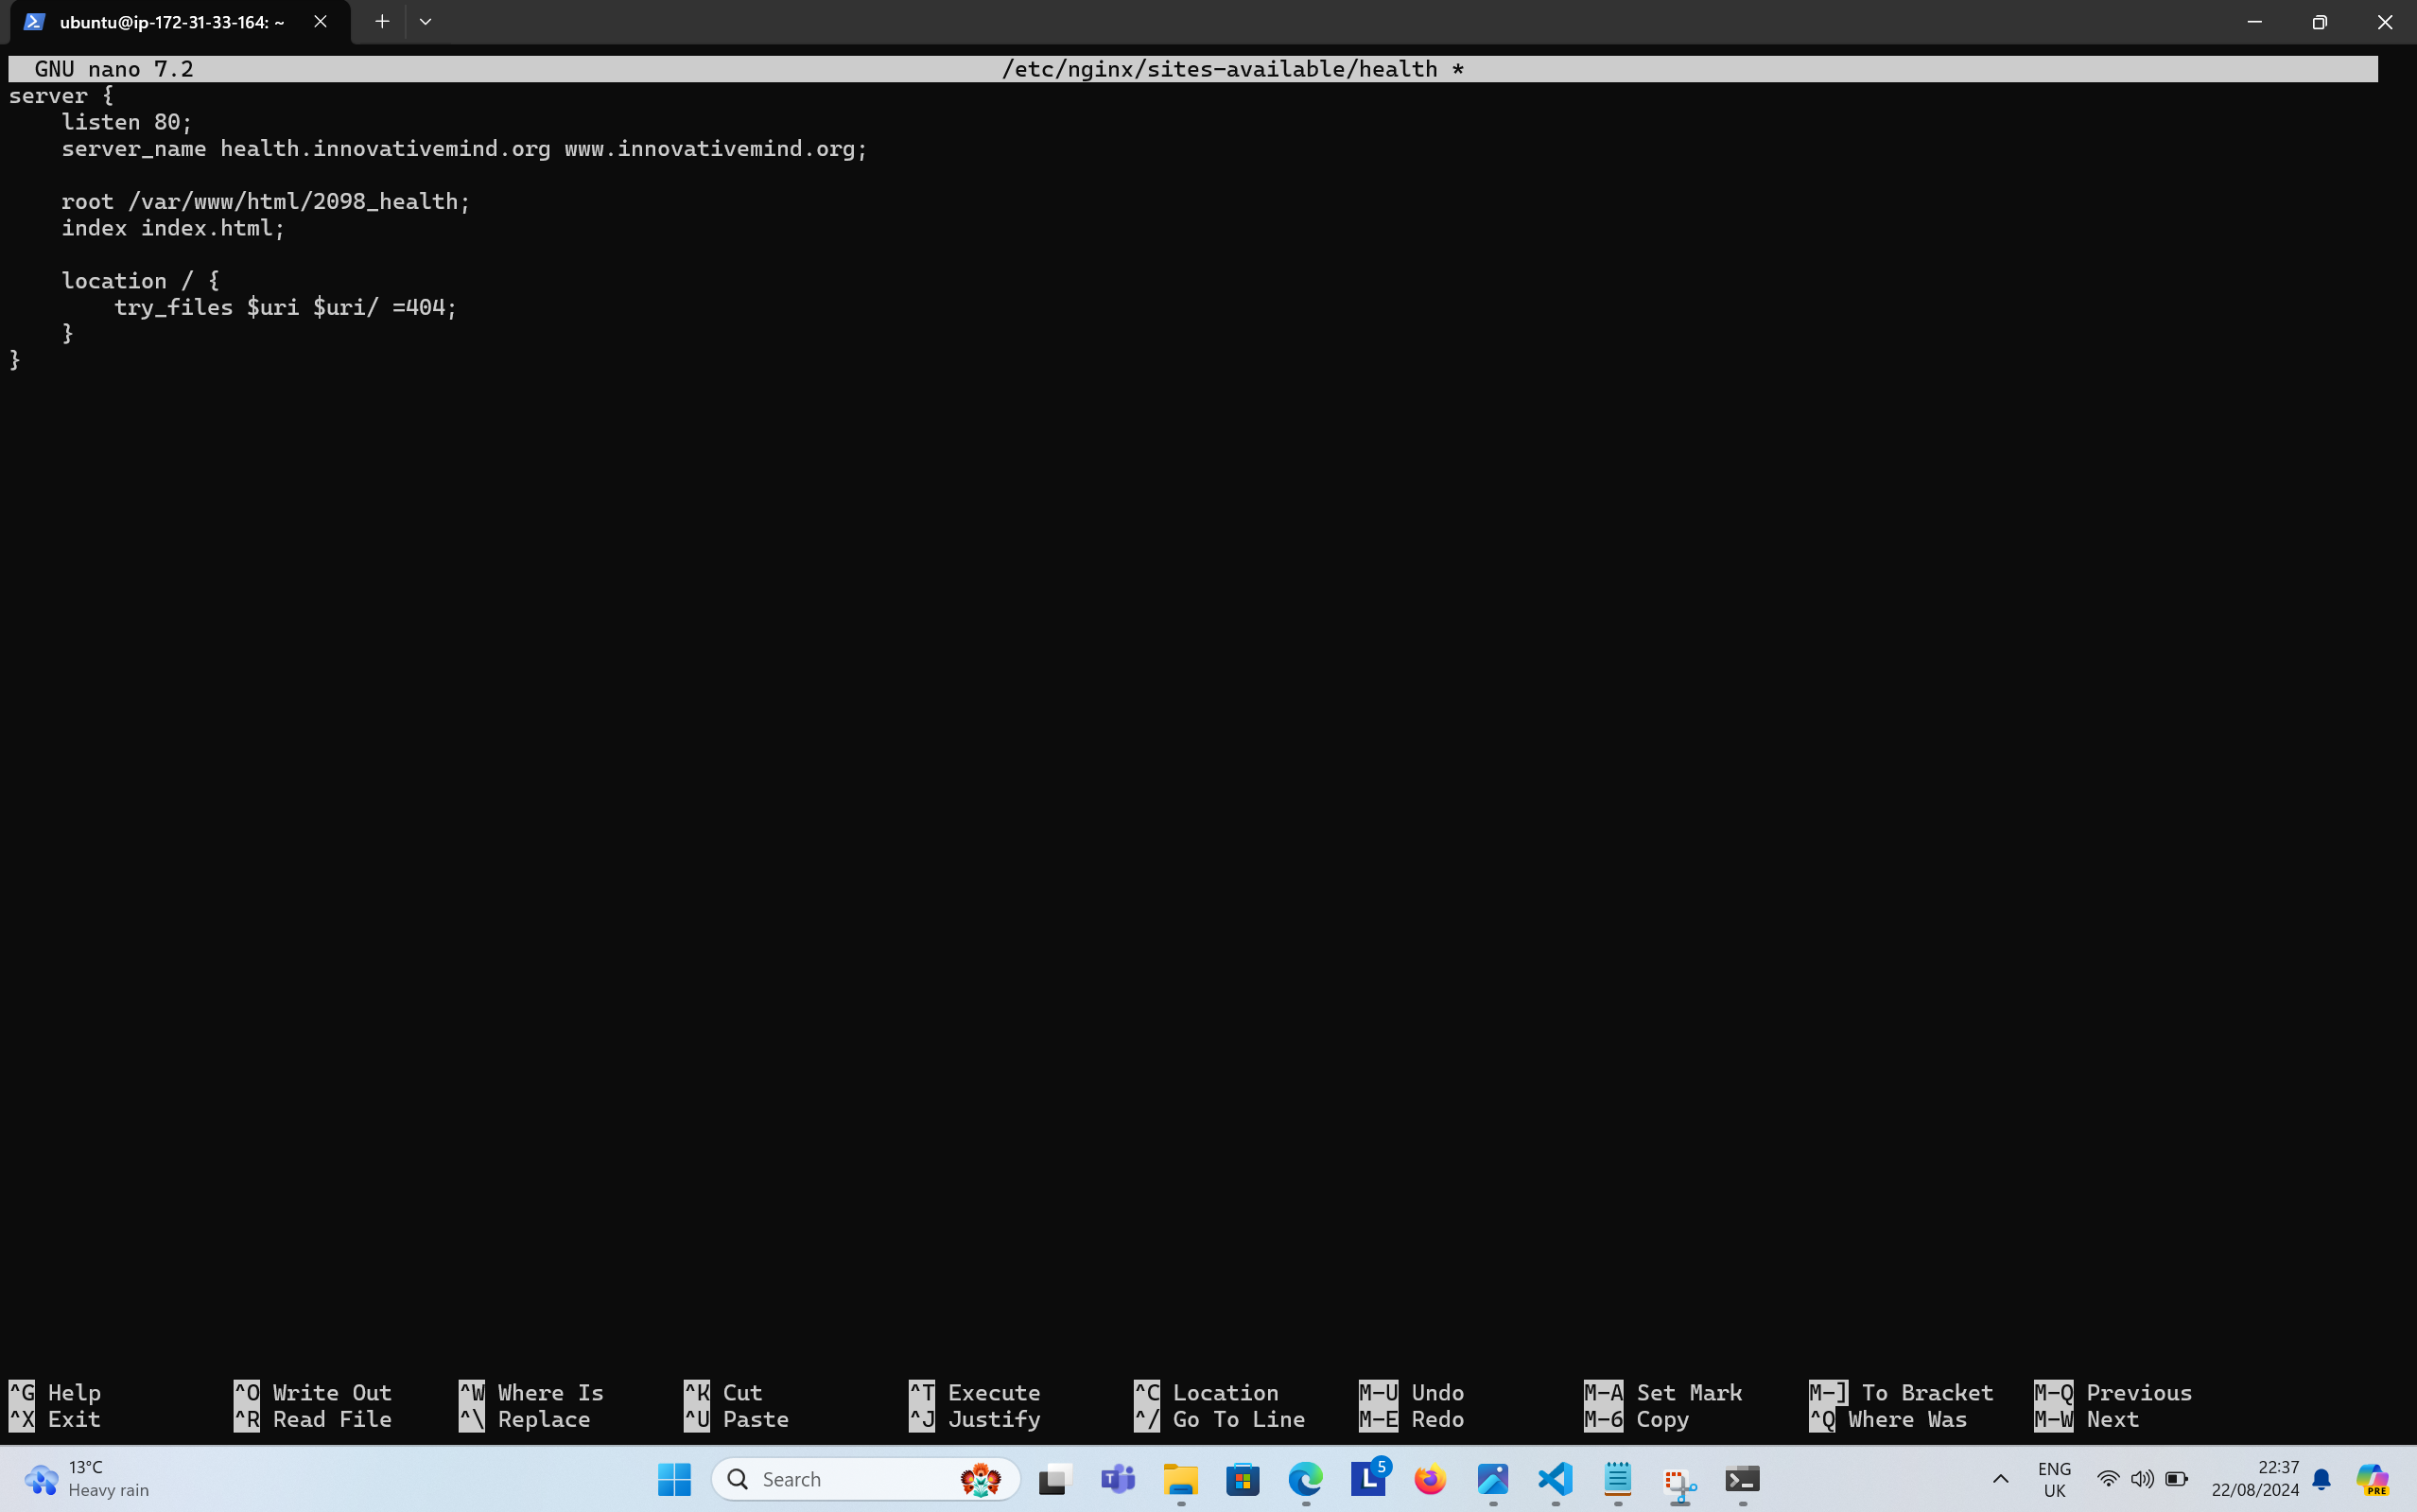 ubuntu@ip-172-31-33-164: ~
GNU nano 7.2 /etc/nginx/sites-available/health *
server {
    listen 80;
    server_name health.innovativemind.org www.innovativemind.org;

    root /var/www/html/2098_health;
    index index.html;

    location / {
        try_files $uri $uri/ =404;
    }
}
^G Help ^O Write Out ^W Where Is ^K Cut ^T Execute ^C Location M-U Undo M-A Set Mark M-] To Bracket M-Q Previous
^X Exit ^R Read File ^\ Replace ^U Paste ^J Justify ^/ Go To Line M-E Redo M-6 Copy ^Q Where Was M-W Next
13°C
Heavy rain
Search
T
L
5
ENG
UK
22:37
22/08/2024
PRE